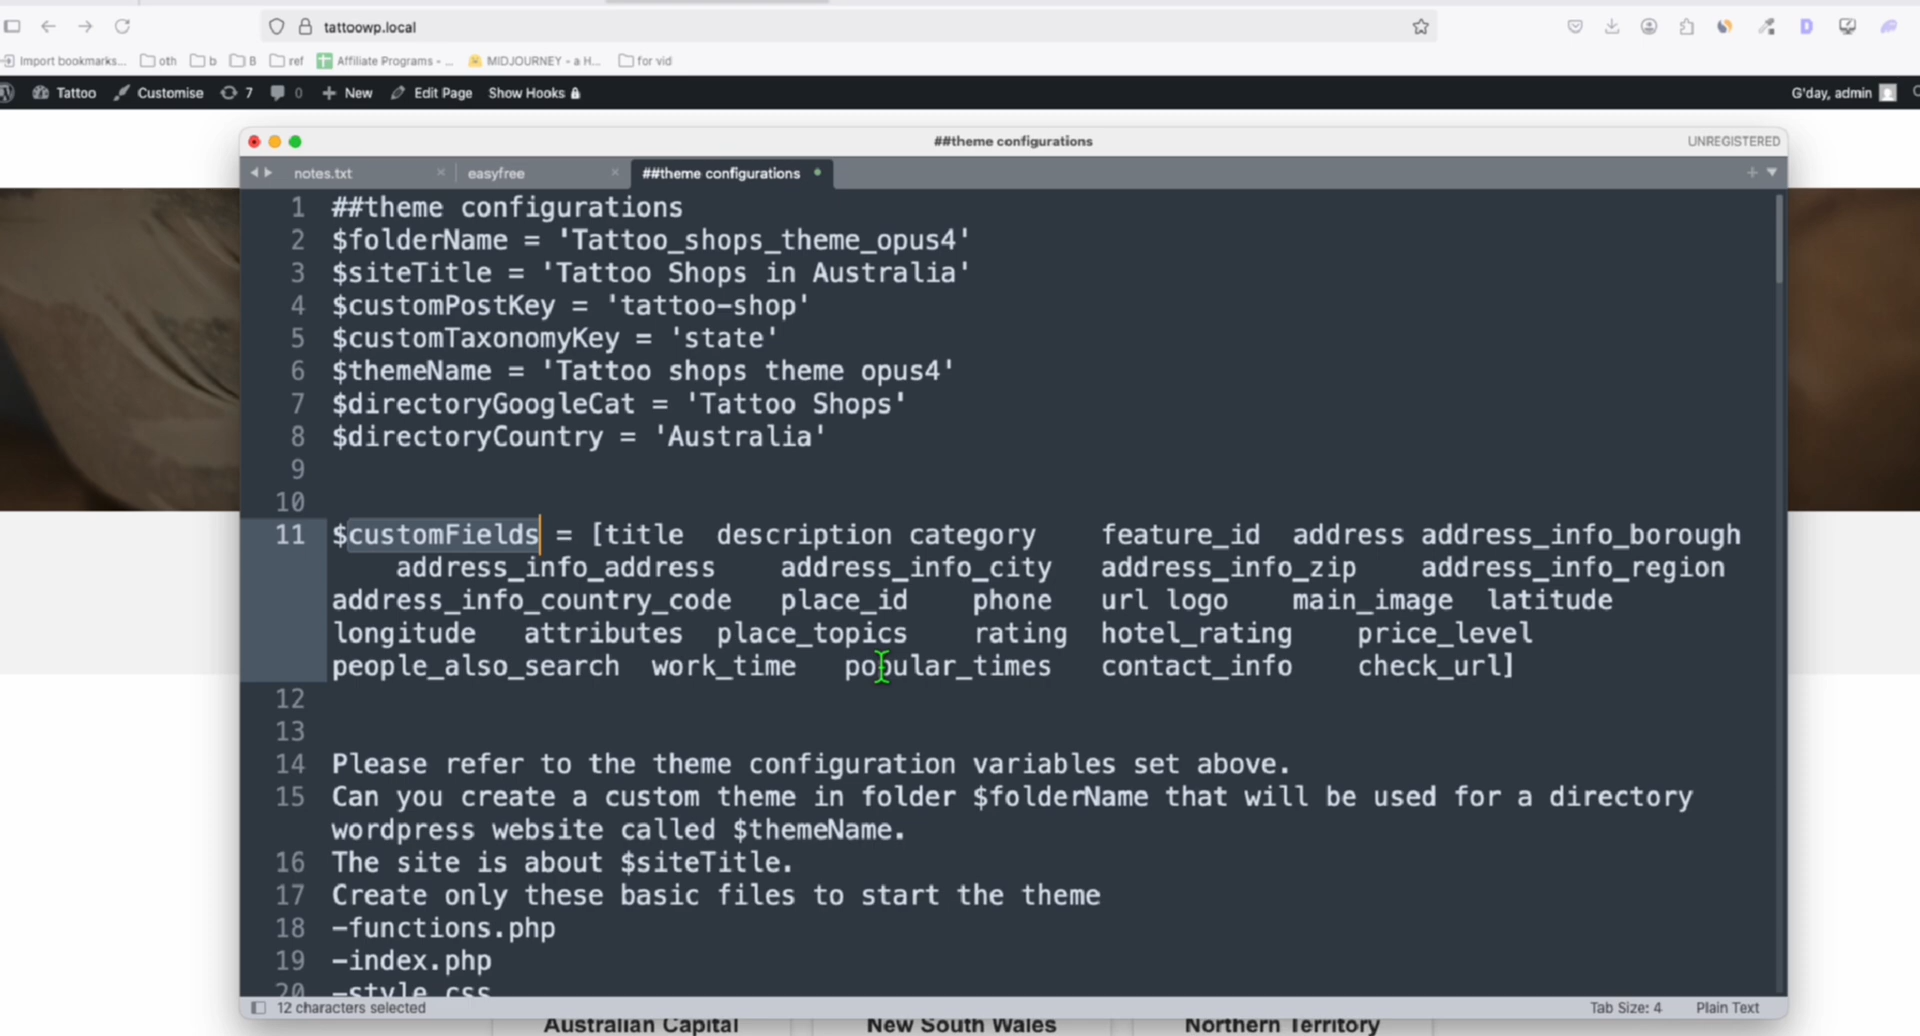 tattoowp.local
Import bookmarks... oth b B ref Affiliate Programs - ... MIDJOURNEY - a H... for vid
Tattoo Customise 7 0 New Edit Page Show Hooks G'day, admin
##theme configurations UNREGISTERED
notes.txt easyfree ##theme configurations
1 ##theme configurations
2 $folderName = 'Tattoo_shops_theme_opus4'
3 $siteTitle = 'Tattoo Shops in Australia'
4 $customPostKey = 'tattoo-shop'
5 $customTaxonomyKey = 'state'
6 $themeName = 'Tattoo shops theme opus4'
7 $directoryGoogleCat = 'Tattoo Shops'
8 $directoryCountry = 'Australia'
9
10
11 $customFields = [title description category feature_id address address_info_borough
address_info_address address_info_city address_info_zip address_info_region
address_info_country_code place_id phone url logo main_image latitude
longitude attributes place_topics rating hotel_rating price_level
people_also_search work_time popular_times contact_info check_url]
12
13
14 Please refer to the theme configuration variables set above.
15 Can you create a custom theme in folder $folderName that will be used for a directory
wordpress website called $themeName.
16 The site is about $siteTitle.
17 Create only these basic files to start the theme
18 -functions.php
19 -index.php
20 -style.css
12 characters selected Tab Size: 4 Plain Text
Australian Capital New South Wales Northern Territory